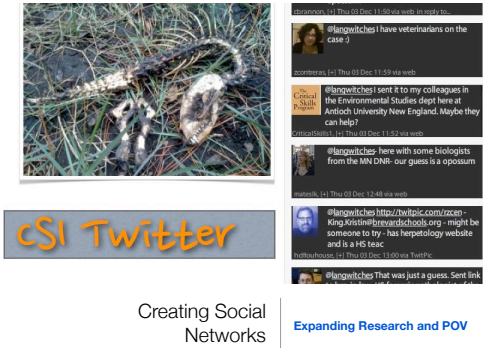 cbrannon, [+] Thu 03 Dec 11:50 via web in reply to...
@langwitches I have veterinarians on the
case :)
zcontreras, [+] Thu 03 Dec 11:59 via web
The
Critical
Skills
Program
@langwitches I sent it to my colleagues in
the Environmental Studies dept here at
Antioch University New England. Maybe they
can help?
CriticalSkills1, [+] Thu 03 Dec 11:52 via web
@langwitches- here with some biologists
from the MN DNR- our guess is a opossum
mateslk, [+] Thu 03 Dec 12:48 via web
@langwitches http://twitpic.com/rzcen -
King.Kristin@brevardschools.org - might be
someone to try - has herpetology website
and is a HS teac
hdffourhouse, [+] Thu 03 Dec 13:00 via TwitPic
@langwitches That was just a guess. Sent link
CSI Twitter
Creating Social
Networks
Expanding Research and POV